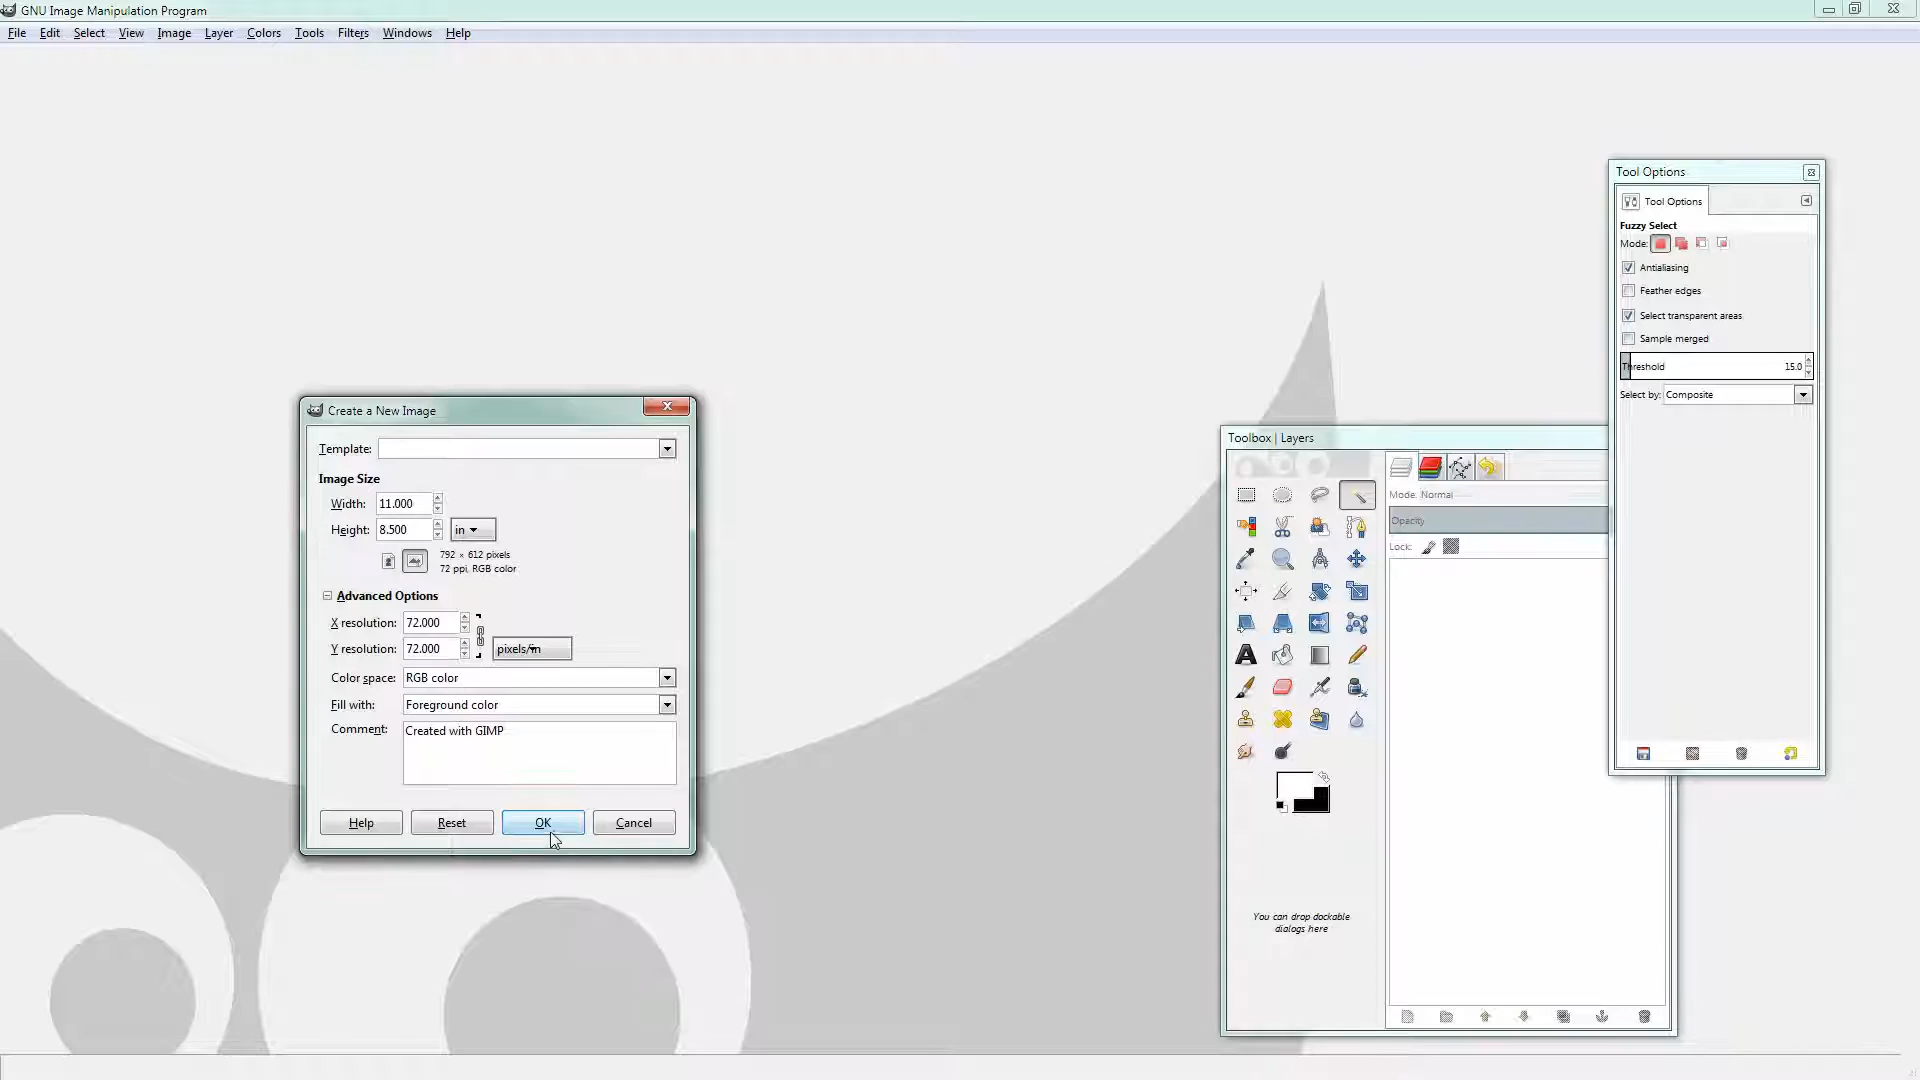 GNU Image Manipulation Program
File Edit Select View Image Layer Colors Tools Filters Windows Help
Create a New Image
Template:
Image Size
Width: 11.000
Height: 8.500 in
792 × 612 pixels
72 ppi, RGB color
Advanced Options
X resolution: 72.000
Y resolution: 72.000 pixels/in
Color space: RGB color
Fill with: Foreground color
Comment: Created with GIMP
Help Reset OK Cancel
Toolbox | Layers
Mode: Normal
Opacity
Lock:
You can drop dockable
dialogs here
Tool Options
Tool Options
Fuzzy Select
Mode:
Antialiasing
Feather edges
Select transparent areas
Sample merged
Threshold 15.0
Select by: Composite